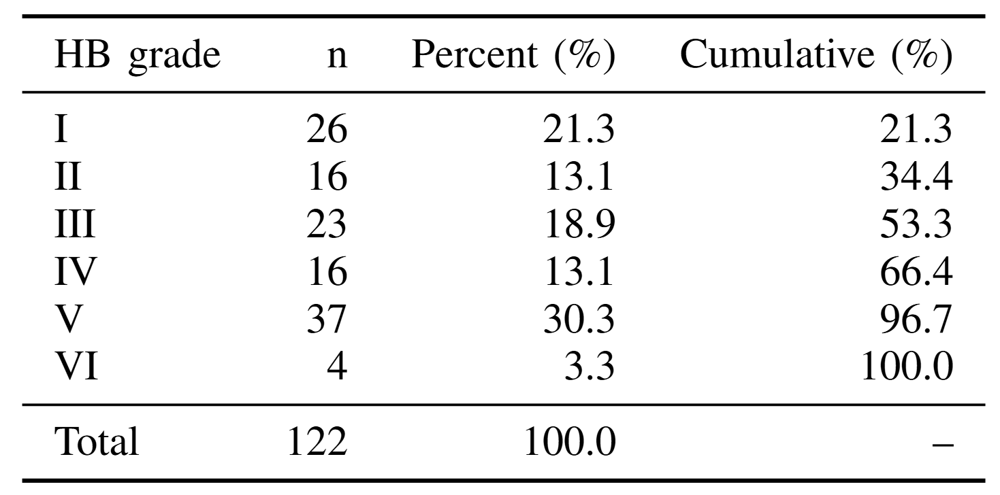 HB grade n Percent (%) Cumulative (%)
I 26 21.3 21.3
II 16 13.1 34.4
III 23 18.9 53.3
IV 16 13.1 66.4
V 37 30.3 96.7
VI 4 3.3 100.0
Total 122 100.0 –